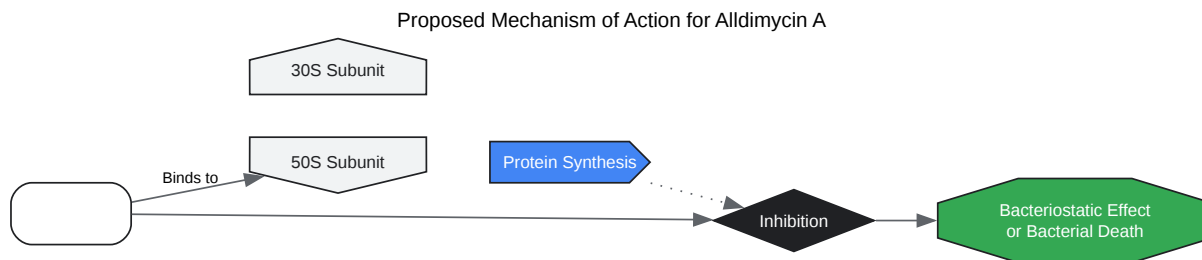 Proposed Mechanism of Action for Alldimycin A
30S Subunit
50S Subunit
Protein Synthesis
Binds to
Inhibition
Bacteriostatic Effect
or Bacterial Death